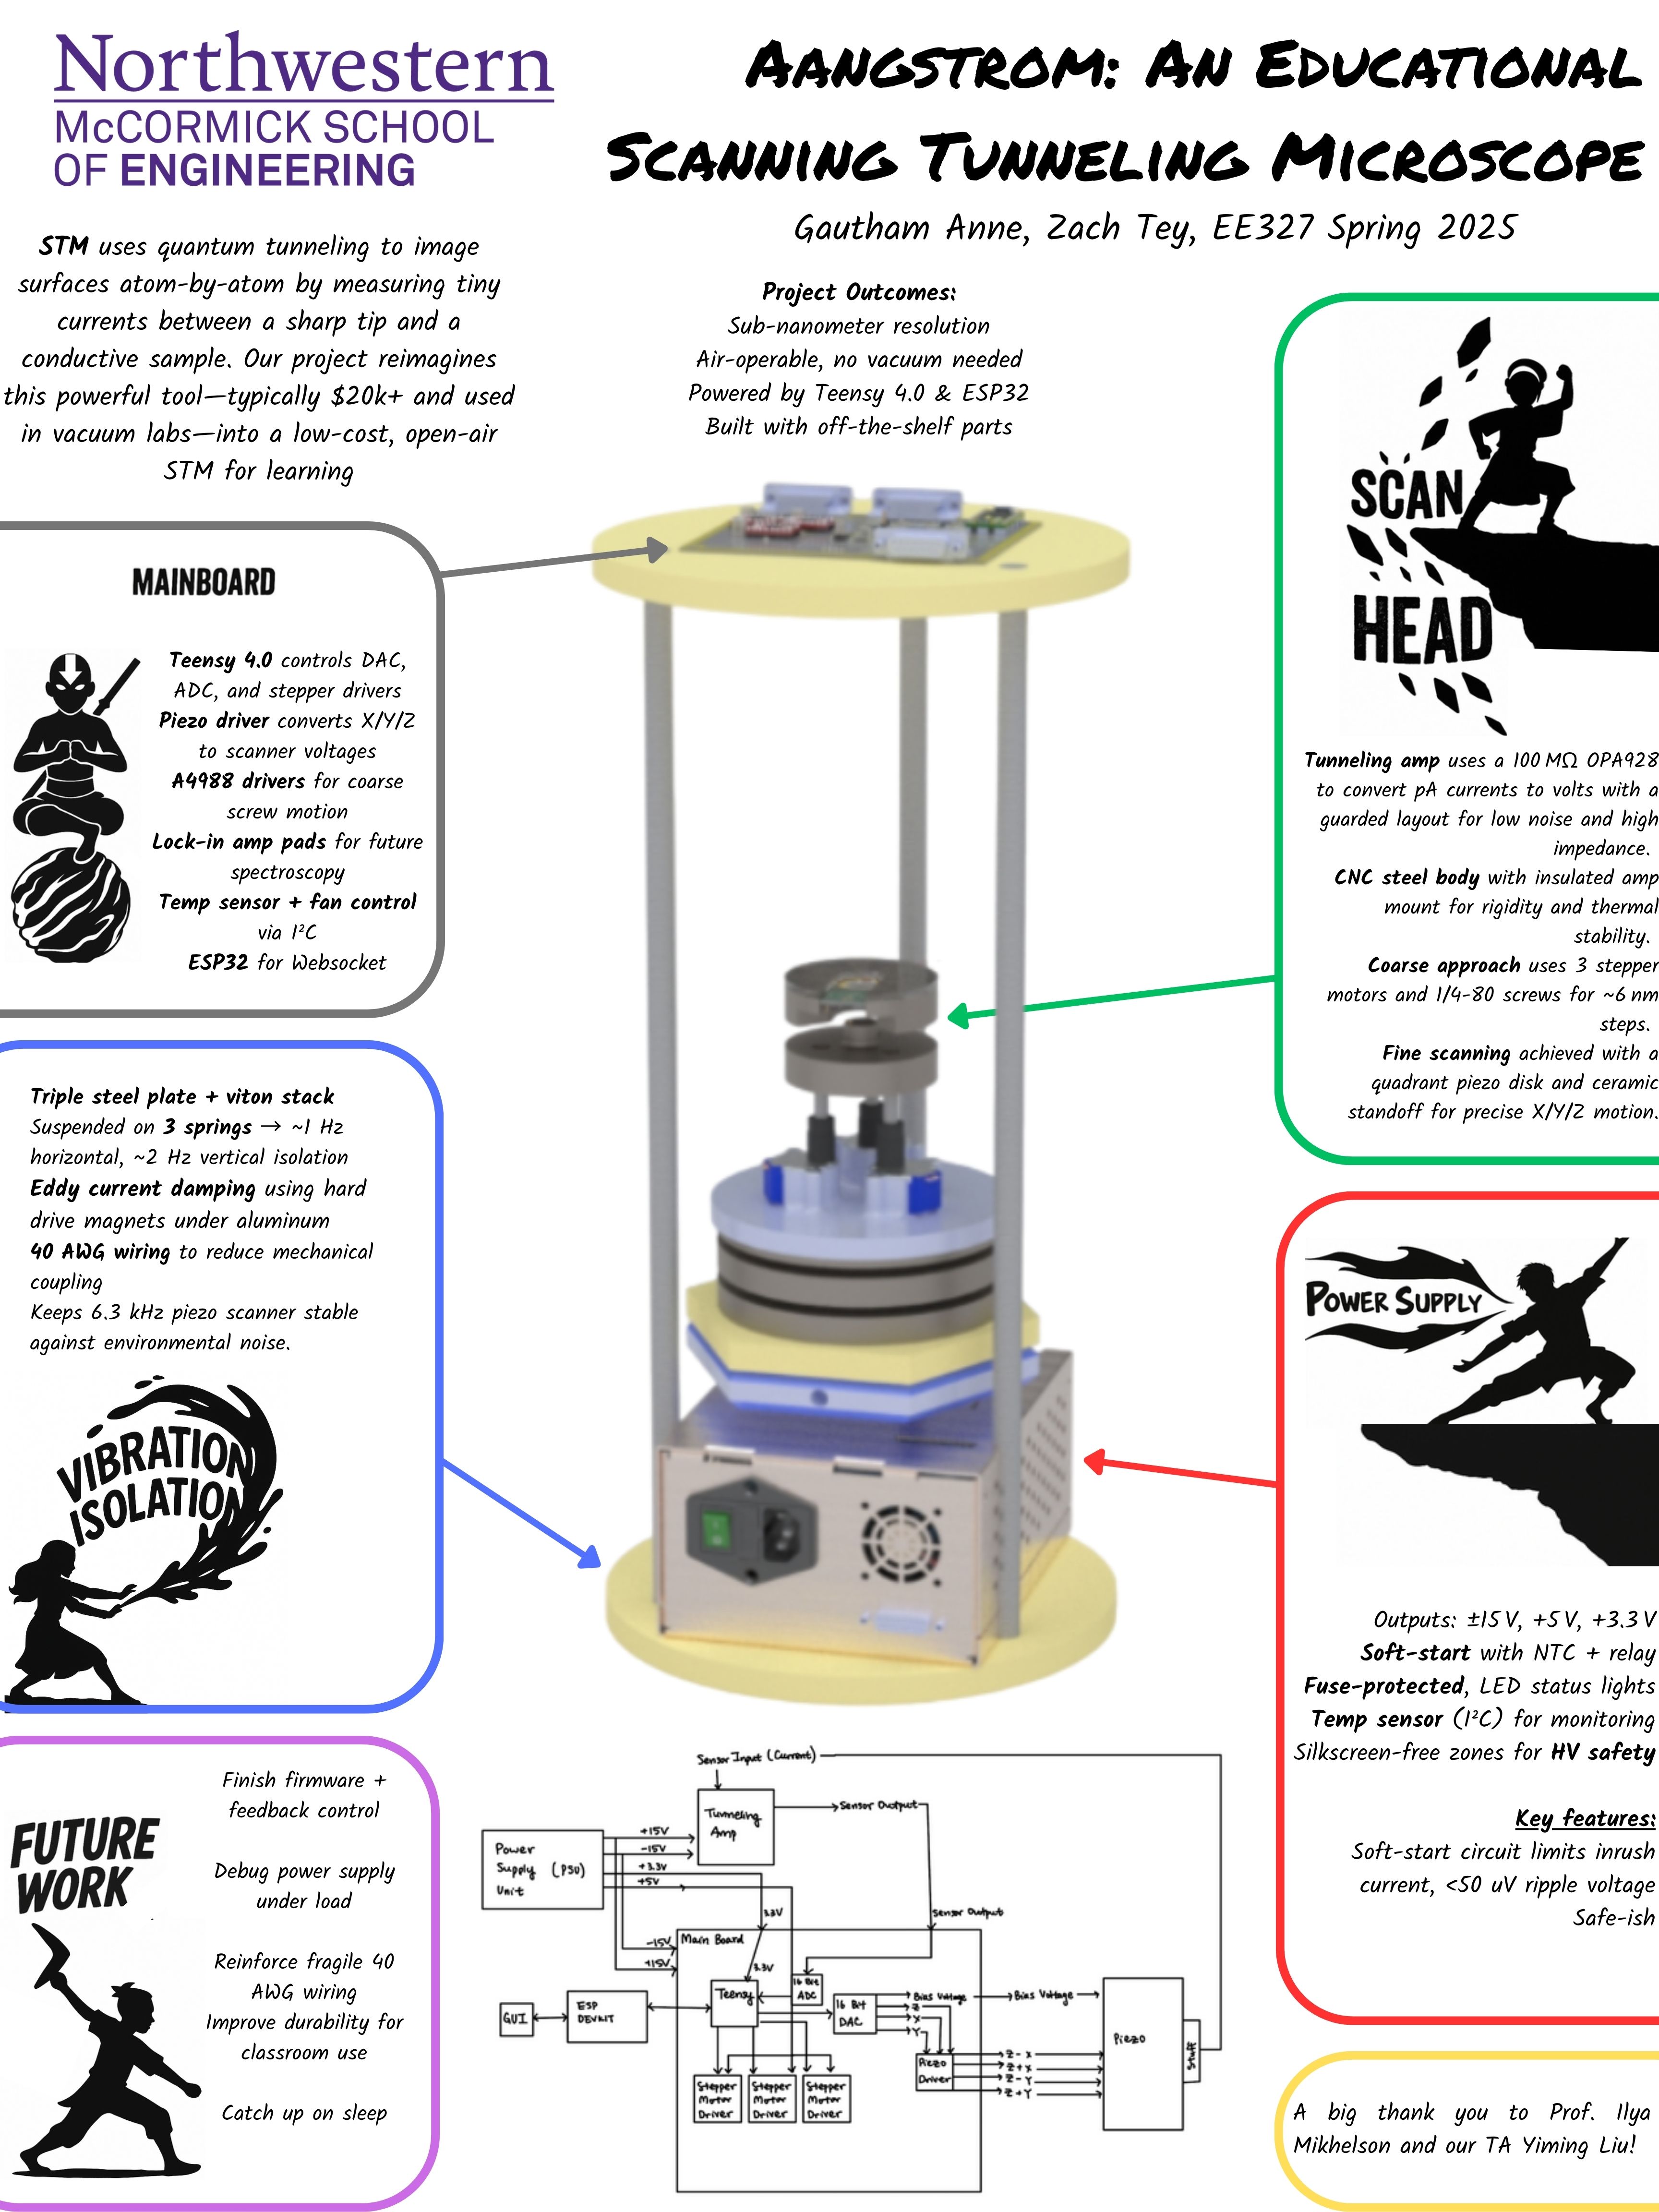 Northwestern
McCORMICK SCHOOL
OF ENGINEERING
AANGSTROM: AN EDUCATIONAL
SCANNING TUNNELING MICROSCOPE
Gautham Anne, Zach Tey, EE327 Spring 2025
STM uses quantum tunneling to image
surfaces atom-by-atom by measuring tiny
currents between a sharp tip and a
conductive sample. Our project reimagines
this powerful tool—typically $20k+ and used
in vacuum labs—into a low-cost, open-air
STM for learning
Project Outcomes:
Sub-nanometer resolution
Air-operable, no vacuum needed
Powered by Teensy 4.0 & ESP32
Built with off-the-shelf parts
MAINBOARD
Teensy 4.0 controls DAC,
ADC, and stepper drivers
Piezo driver converts X/Y/Z
to scanner voltages
A4988 drivers for coarse
screw motion
Lock-in amp pads for future
spectroscopy
Temp sensor + fan control
via I²C
ESP32 for Websocket
SCAN
HEAD
Tunneling amp uses a 100 MΩ OPA928
to convert pA currents to volts with a
guarded layout for low noise and high
impedance.
CNC steel body with insulated amp
mount for rigidity and thermal
stability.
Coarse approach uses 3 stepper
motors and 1/4-80 screws for ~6 nm
steps.
Fine scanning achieved with a
quadrant piezo disk and ceramic
standoff for precise X/Y/Z motion.
Triple steel plate + viton stack
Suspended on 3 springs → ~1 Hz
horizontal, ~2 Hz vertical isolation
Eddy current damping using hard
drive magnets under aluminum
40 AWG wiring to reduce mechanical
coupling
Keeps 6.3 kHz piezo scanner stable
against environmental noise.
VIBRATION
ISOLATION
POWER SUPPLY
Outputs: ±15 V, +5 V, +3.3 V
Soft-start with NTC + relay
Fuse-protected, LED status lights
Temp sensor (I²C) for monitoring
Silkscreen-free zones for HV safety
Key features:
Soft-start circuit limits inrush
current, <50 uV ripple voltage
Safe-ish
FUTURE
WORK
Finish firmware +
feedback control
Debug power supply
under load
Reinforce fragile 40
AWG wiring
Improve durability for
classroom use
Catch up on sleep
Sensor Input (Current)
Tunneling
Amp
Sensor Output
Power
Supply (PSU)
Unit
+15V
-15V
+3.3V
+5V
3.3V
Sensor Output
Main Board
-15V
+15V
3.3V
Teensy
16 Bit
ADC
GUI
ESP
DEVKIT
16 Bit
DAC
Bias Voltage
Z
X
Y
Bias Voltage
Piezo
Driver
Z - X
Z + X
Z - Y
Z + Y
Piezo
Stuff
Stepper
Motor
Driver
Stepper
Motor
Driver
Stepper
Motor
Driver
A big thank you to Prof. Ilya
Mikhelson and our TA Yiming Liu!